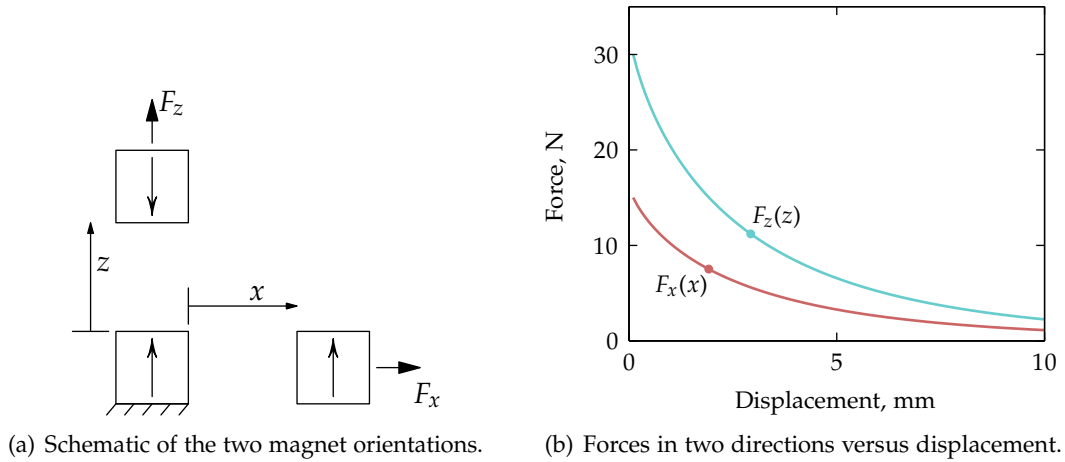 F_z
z
x
F_x
(a) Schematic of the two magnet orientations.
30
20
10
0
Force, N
F_z(z)
F_x(x)
0 5 10
Displacement, mm
(b) Forces in two directions versus displacement.